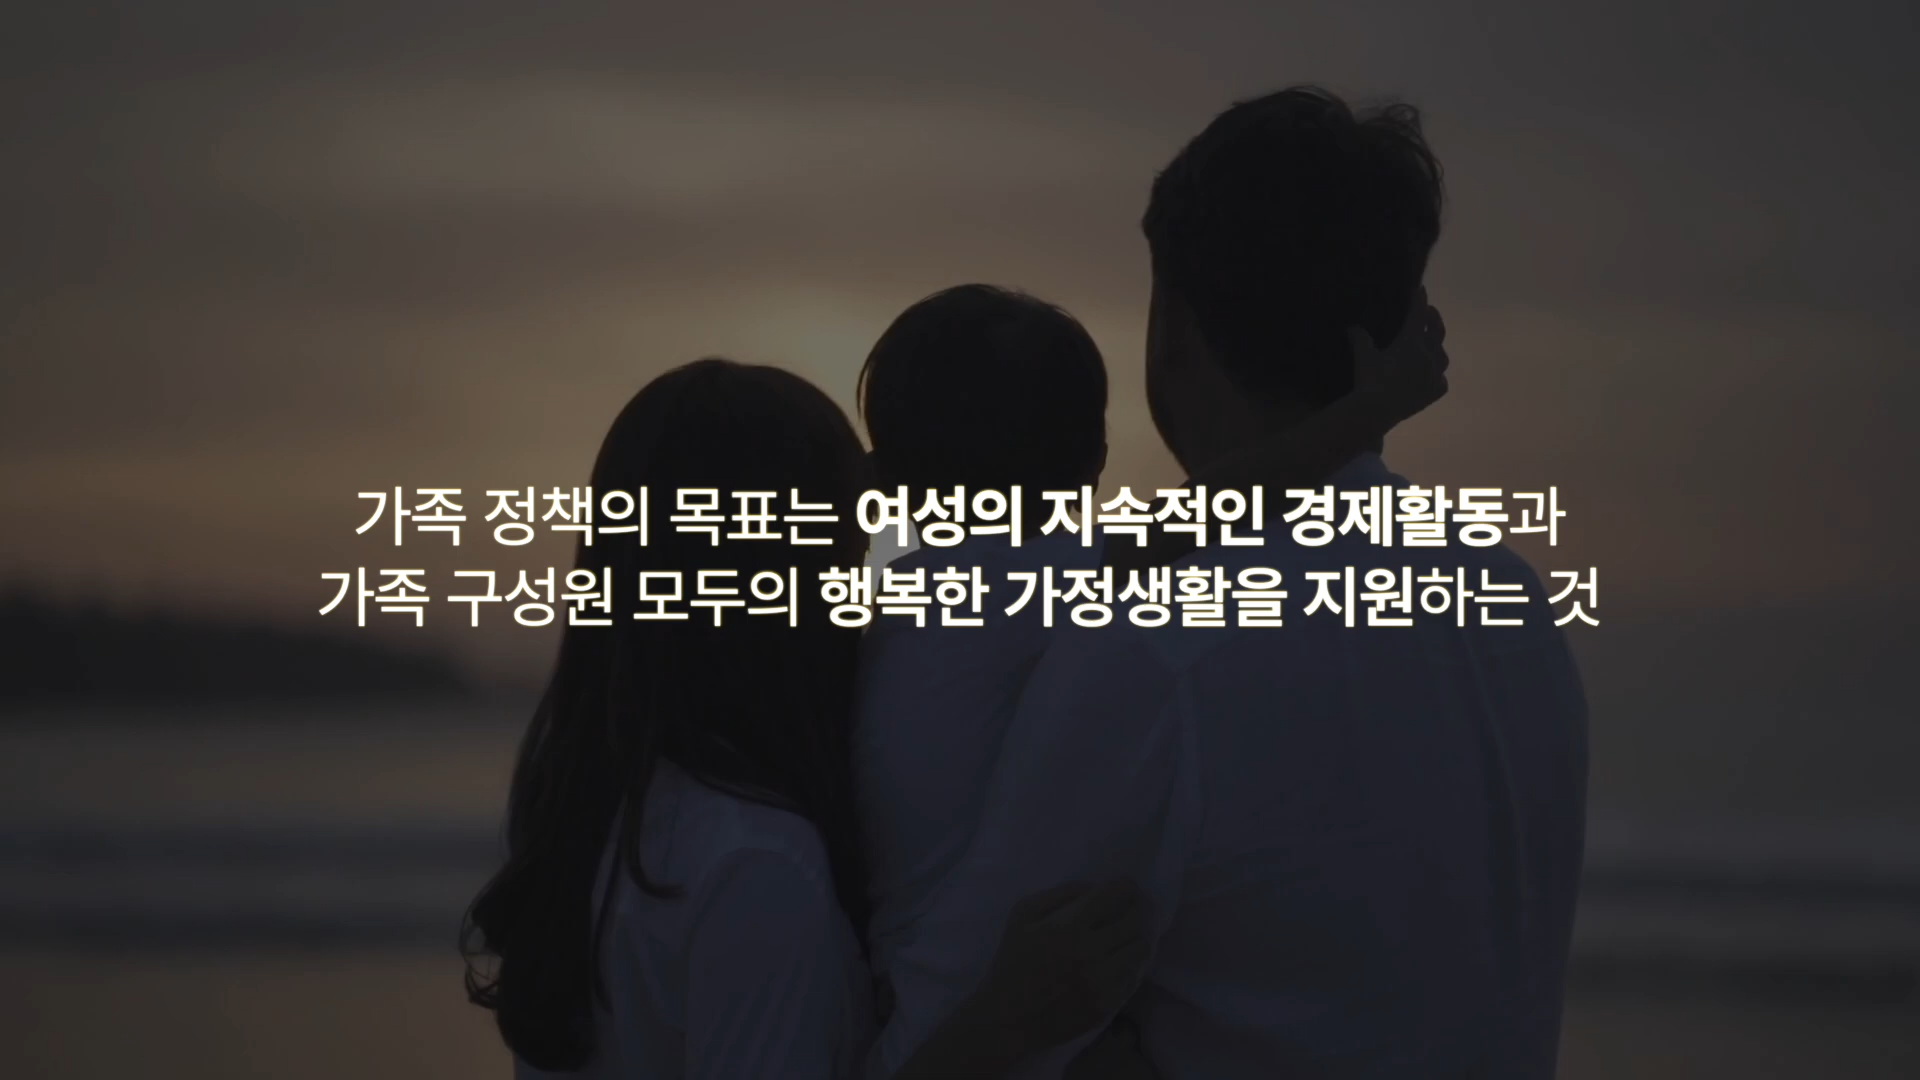 가족 정책의 목표는 여성의 지속적인 경제활동과
가족 구성원 모두의 행복한 가정생활을 지원하는 것